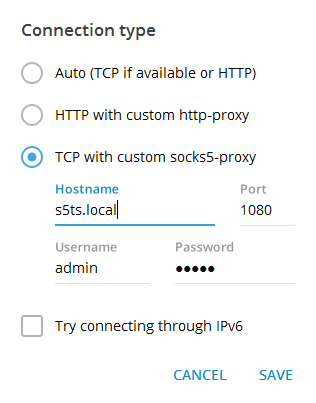 Connection type
Auto (TCP if available or HTTP)
HTTP with custom http-proxy
TCP with custom socks5-proxy
Hostname Port
s5ts.local 1080
Username Password
admin •••••
Try connecting through IPv6
CANCEL SAVE